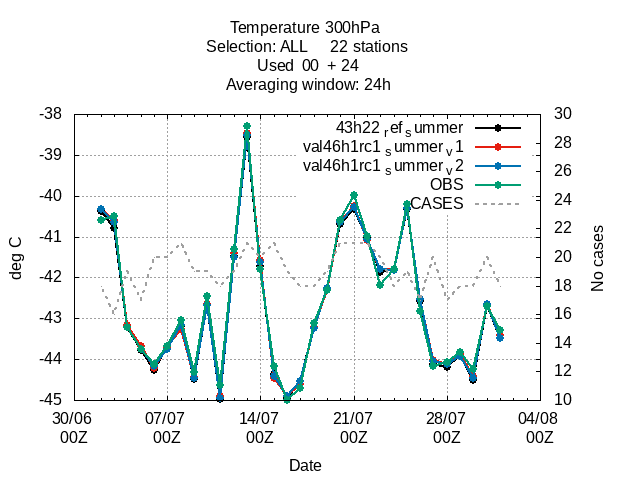 Temperature 300hPa
Selection: ALL 22 stations
Used 00 + 24
Averaging window: 24h
43h22 ref summer
val46h1rc1 summer v1
val46h1rc1 summer v2
OBS
CASES
-38
-39
-40
-41
-42
-43
-44
-45
deg C
30
28
26
24
22
20
18
16
14
12
10
No cases
30/06 07/07 14/07 21/07 28/07 04/08
00Z 00Z 00Z 00Z 00Z 00Z
Date